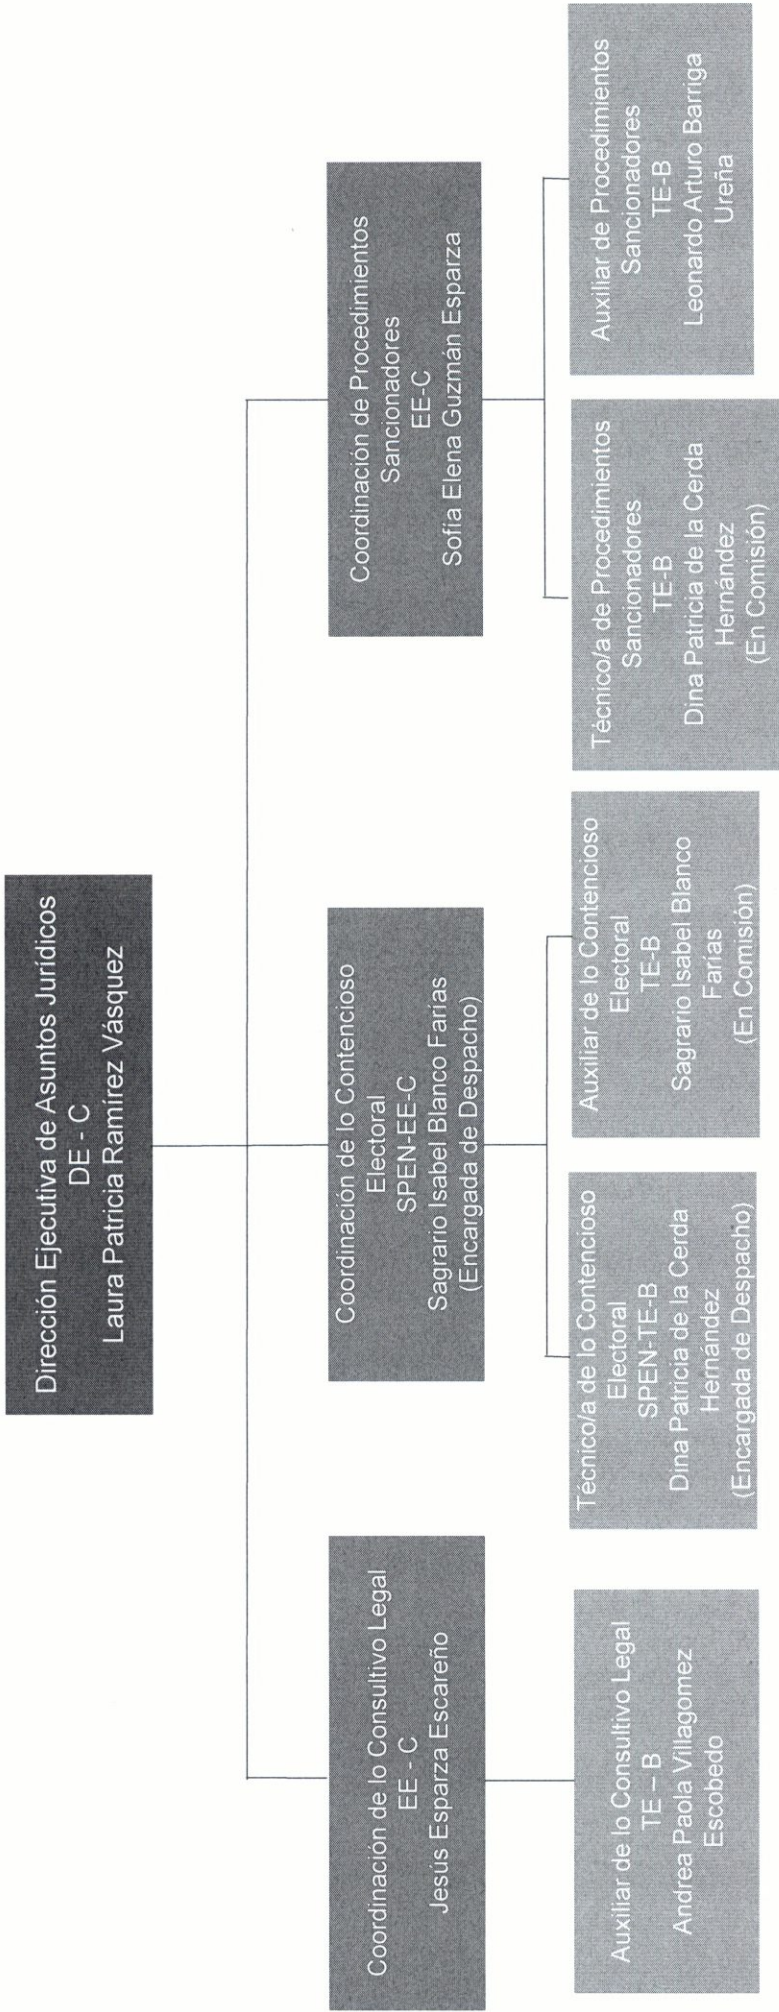 Dirección Ejecutiva de Asuntos Jurídicos
DE - C
Laura Patricia Ramírez Vásquez
Coordinación de lo Consultivo Legal
EE - C
Jesús Esparza Escareño
Coordinación de lo Contencioso
Electoral
SPEN-EE-C
Sagrario Isabel Blanco Farias
(Encargada de Despacho)
Coordinación de Procedimientos
Sancionadores
EE-C
Sofia Elena Guzmán Esparza
Auxiliar de lo Consultivo Legal
TE – B
Andrea Paola Villagomez
Escobedo
Técnico/a de lo Contencioso
Electoral
SPEN-TE-B
Dina Patricia de la Cerda
Hernández
(Encargada de Despacho)
Auxiliar de lo Contencioso
Electoral
TE-B
Sagrario Isabel Blanco
Farías
(En Comisión)
Técnico/a de Procedimientos
Sancionadores
TE-B
Dina Patricia de la Cerda
Hernández
(En Comisión)
Auxiliar de Procedimientos
Sancionadores
TE-B
Leonardo Arturo Barriga
Ureña